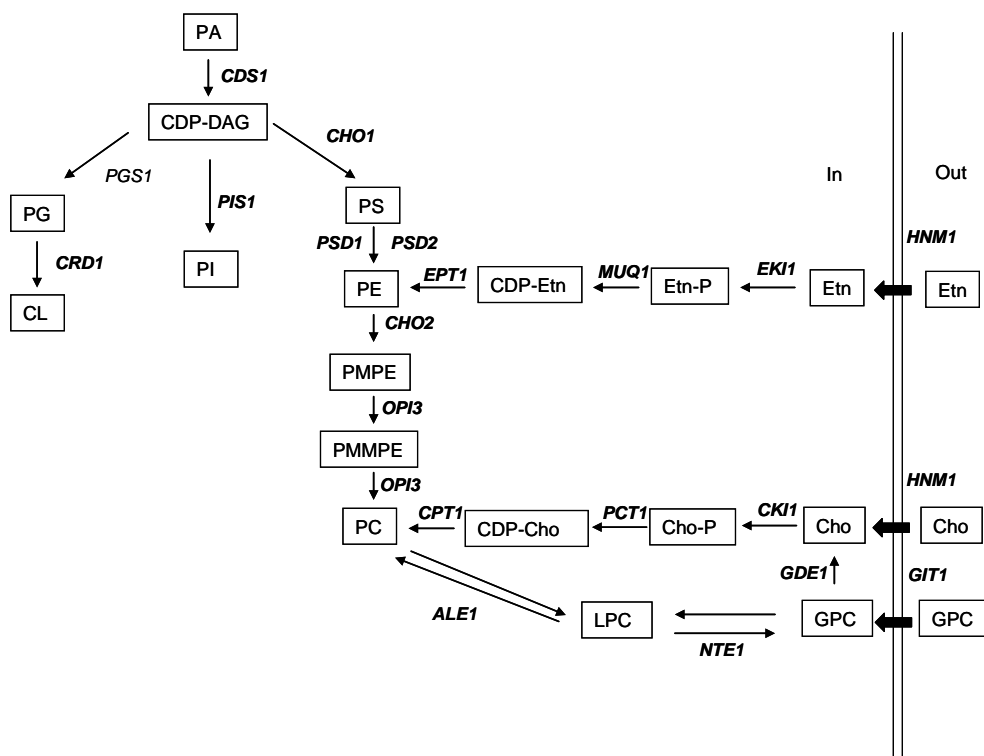 PA
CDS1
CDP-DAG
CHO1
PGS1
PIS1
In
Out
PG
PS
HNM1
PSD1 PSD2
CRD1
PI
EPT1
CDP-Etn
MUQ1
Etn-P
EKI1
Etn
Etn
PE
CL
CHO2
PMPE
OPI3
PMMPE
OPI3
HNM1
PC
CPT1
CDP-Cho
PCT1
Cho-P
CKI1
Cho
Cho
GDE1
GIT1
ALE1
LPC
NTE1
GPC
GPC